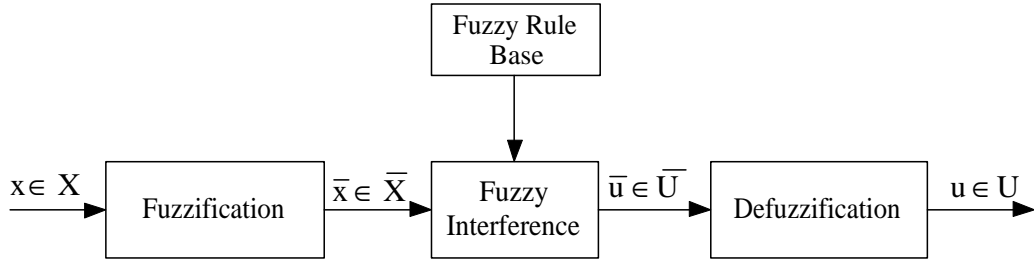 Fuzzy Rule
Base
x ∈ X
Fuzzification
x̅ ∈ X̅
Fuzzy
Interference
u̅ ∈ U̅
Defuzzification
u ∈ U